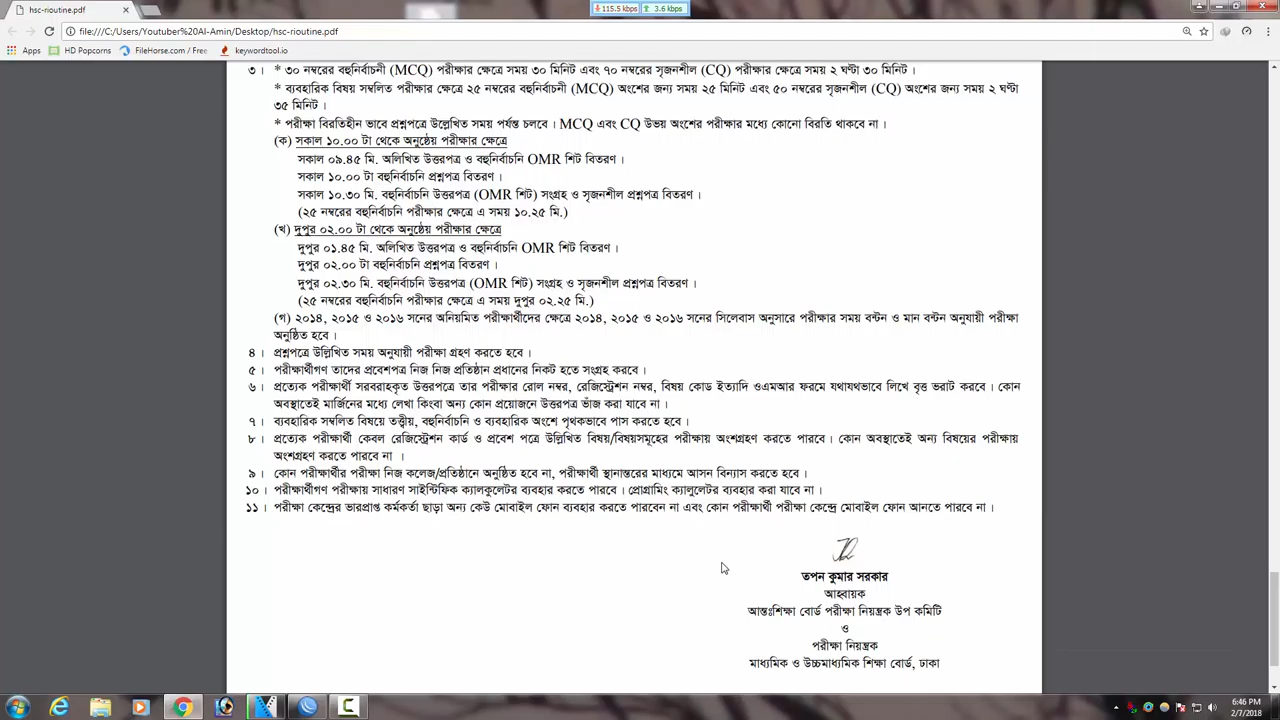 hsc-rioutine.pdf
115.5 kbps 3.6 kbps
file:///C:/Users/Youtuber%20Al-Amin/Desktop/hsc-rioutine.pdf
Apps HD Popcorns FileHorse.com / Free keywordtool.io
৩। * ৩০ নম্বরের বহুনির্বাচনী (MCQ) পরীক্ষার ক্ষেত্রে সময় ৩০ মিনিট এবং ৭০ নম্বরের সৃজনশীল (CQ) পরীক্ষার ক্ষেত্রে সময় ২ ঘণ্টা ৩০ মিনিট।
* ব্যবহারিক বিষয় সম্বলিত পরীক্ষার ক্ষেত্রে ২৫ নম্বরের বহুনির্বাচনী (MCQ) অংশের জন্য সময় ২৫ মিনিট এবং ৫০ নম্বরের সৃজনশীল (CQ) অংশের জন্য সময় ২ ঘণ্টা
৩৫ মিনিট।
* পরীক্ষা বিরতিহীন ভাবে প্রশ্নপত্রে উল্লেখিত সময় পর্যন্ত চলবে। MCQ এবং CQ উভয় অংশের পরীক্ষার মধ্যে কোনো বিরতি থাকবে না।
(ক) সকাল ১০.০০ টা থেকে অনুষ্ঠেয় পরীক্ষার ক্ষেত্রে
সকাল ০৯.৪৫ মি. অলিখিত উত্তরপত্র ও বহুনির্বাচনি OMR শিট বিতরণ।
সকাল ১০.০০ টা বহুনির্বাচনি প্রশ্নপত্র বিতরণ।
সকাল ১০.৩০ মি. বহুনির্বাচনি উত্তরপত্র (OMR শিট) সংগ্রহ ও সৃজনশীল প্রশ্নপত্র বিতরণ।
(২৫ নম্বরের বহুনির্বাচনি পরীক্ষার ক্ষেত্রে এ সময় ১০.২৫ মি.)
(খ) দুপুর ০২.০০ টা থেকে অনুষ্ঠেয় পরীক্ষার ক্ষেত্রে
দুপুর ০১.৪৫ মি. অলিখিত উত্তরপত্র ও বহুনির্বাচনি OMR শিট বিতরণ।
দুপুর ০২.০০ টা বহুনির্বাচনি প্রশ্নপত্র বিতরণ।
দুপুর ০২.৩০ মি. বহুনির্বাচনি উত্তরপত্র (OMR শিট) সংগ্রহ ও সৃজনশীল প্রশ্নপত্র বিতরণ।
(২৫ নম্বরের বহুনির্বাচনি পরীক্ষার ক্ষেত্রে এ সময় দুপুর ০২.২৫ মি.)
(গ) ২০১৪, ২০১৫ ও ২০১৬ সনের অনিয়মিত পরীক্ষার্থীদের ক্ষেত্রে ২০১৪, ২০১৫ ও ২০১৬ সনের সিলেবাস অনুসারে পরীক্ষার সময় বন্টন ও মান বন্টন অনুযায়ী পরীক্ষা
অনুষ্ঠিত হবে।
৪। প্রশ্নপত্রে উল্লিখিত সময় অনুযায়ী পরীক্ষা গ্রহণ করতে হবে।
৫। পরীক্ষার্থীগণ তাদের প্রবেশপত্র নিজ নিজ প্রতিষ্ঠান প্রধানের নিকট হতে সংগ্রহ করবে।
৬। প্রত্যেক পরীক্ষার্থী সরবরাহকৃত উত্তরপত্রে তার পরীক্ষার রোল নম্বর, রেজিস্ট্রেশন নম্বর, বিষয় কোড ইত্যাদি ওএমআর ফরমে যথাযথভাবে লিখে বৃত্ত ভরাট করবে। কোন
অবস্থাতেই মার্জিনের মধ্যে লেখা কিংবা অন্য কোন প্রয়োজনে উত্তরপত্র ভাঁজ করা যাবে না।
৭। ব্যবহারিক সম্বলিত বিষয়ে তত্ত্বীয়, বহুনির্বাচনি ও ব্যবহারিক অংশে পৃথকভাবে পাস করতে হবে।
৮। প্রত্যেক পরীক্ষার্থী কেবল রেজিস্ট্রেশন কার্ড ও প্রবেশ পত্রে উল্লিখিত বিষয়/বিষয়সমূহের পরীক্ষায় অংশগ্রহণ করতে পারবে। কোন অবস্থাতেই অন্য বিষয়ের পরীক্ষায়
অংশগ্রহণ করতে পারবে না ।
৯। কোন পরীক্ষার্থীর পরীক্ষা নিজ কলেজ/প্রতিষ্ঠানে অনুষ্ঠিত হবে না, পরীক্ষার্থী স্থানান্তরের মাধ্যমে আসন বিন্যাস করতে হবে।
১০। পরীক্ষার্থীগণ পরীক্ষায় সাধারণ সাইন্টিফিক ক্যালকুলেটর ব্যবহার করতে পারবে। প্রোগ্রামিং ক্যালুলেটর ব্যবহার করা যাবে না।
১১। পরীক্ষা কেন্দ্রের ভারপ্রাপ্ত কর্মকর্তা ছাড়া অন্য কেউ মোবাইল ফোন ব্যবহার করতে পারবেন না এবং কোন পরীক্ষার্থী পরীক্ষা কেন্দ্রে মোবাইল ফোন আনতে পারবে না।
তপন কুমার সরকার
আহ্বায়ক
আন্তঃশিক্ষা বোর্ড পরীক্ষা নিয়ন্ত্রক উপ কমিটি
ও
পরীক্ষা নিয়ন্ত্রক
মাধ্যমিক ও উচ্চমাধ্যমিক শিক্ষা বোর্ড, ঢাকা
6:46 PM
2/7/2018